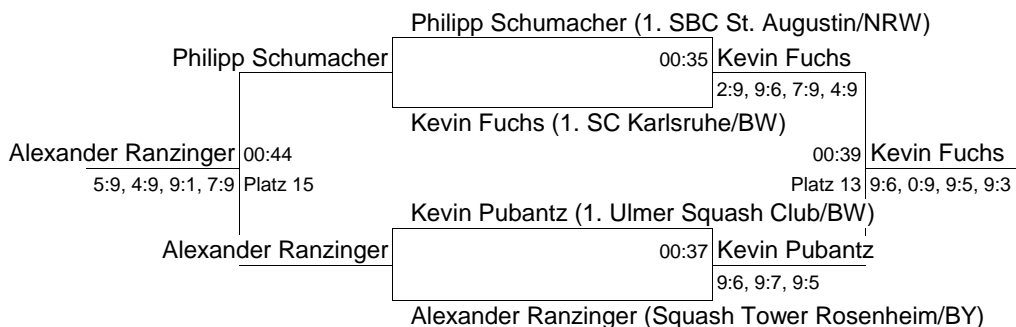 Philipp Schumacher (1. SBC St. Augustin/NRW)
Philipp Schumacher 00:35 Kevin Fuchs
2:9, 9:6, 7:9, 4:9
Kevin Fuchs (1. SC Karlsruhe/BW)
Alexander Ranzinger 00:44 00:39 Kevin Fuchs
5:9, 4:9, 9:1, 7:9 Platz 15 Platz 13 9:6, 0:9, 9:5, 9:3
Kevin Pubantz (1. Ulmer Squash Club/BW)
Alexander Ranzinger 00:37 Kevin Pubantz
9:6, 9:7, 9:5
Alexander Ranzinger (Squash Tower Rosenheim/BY)